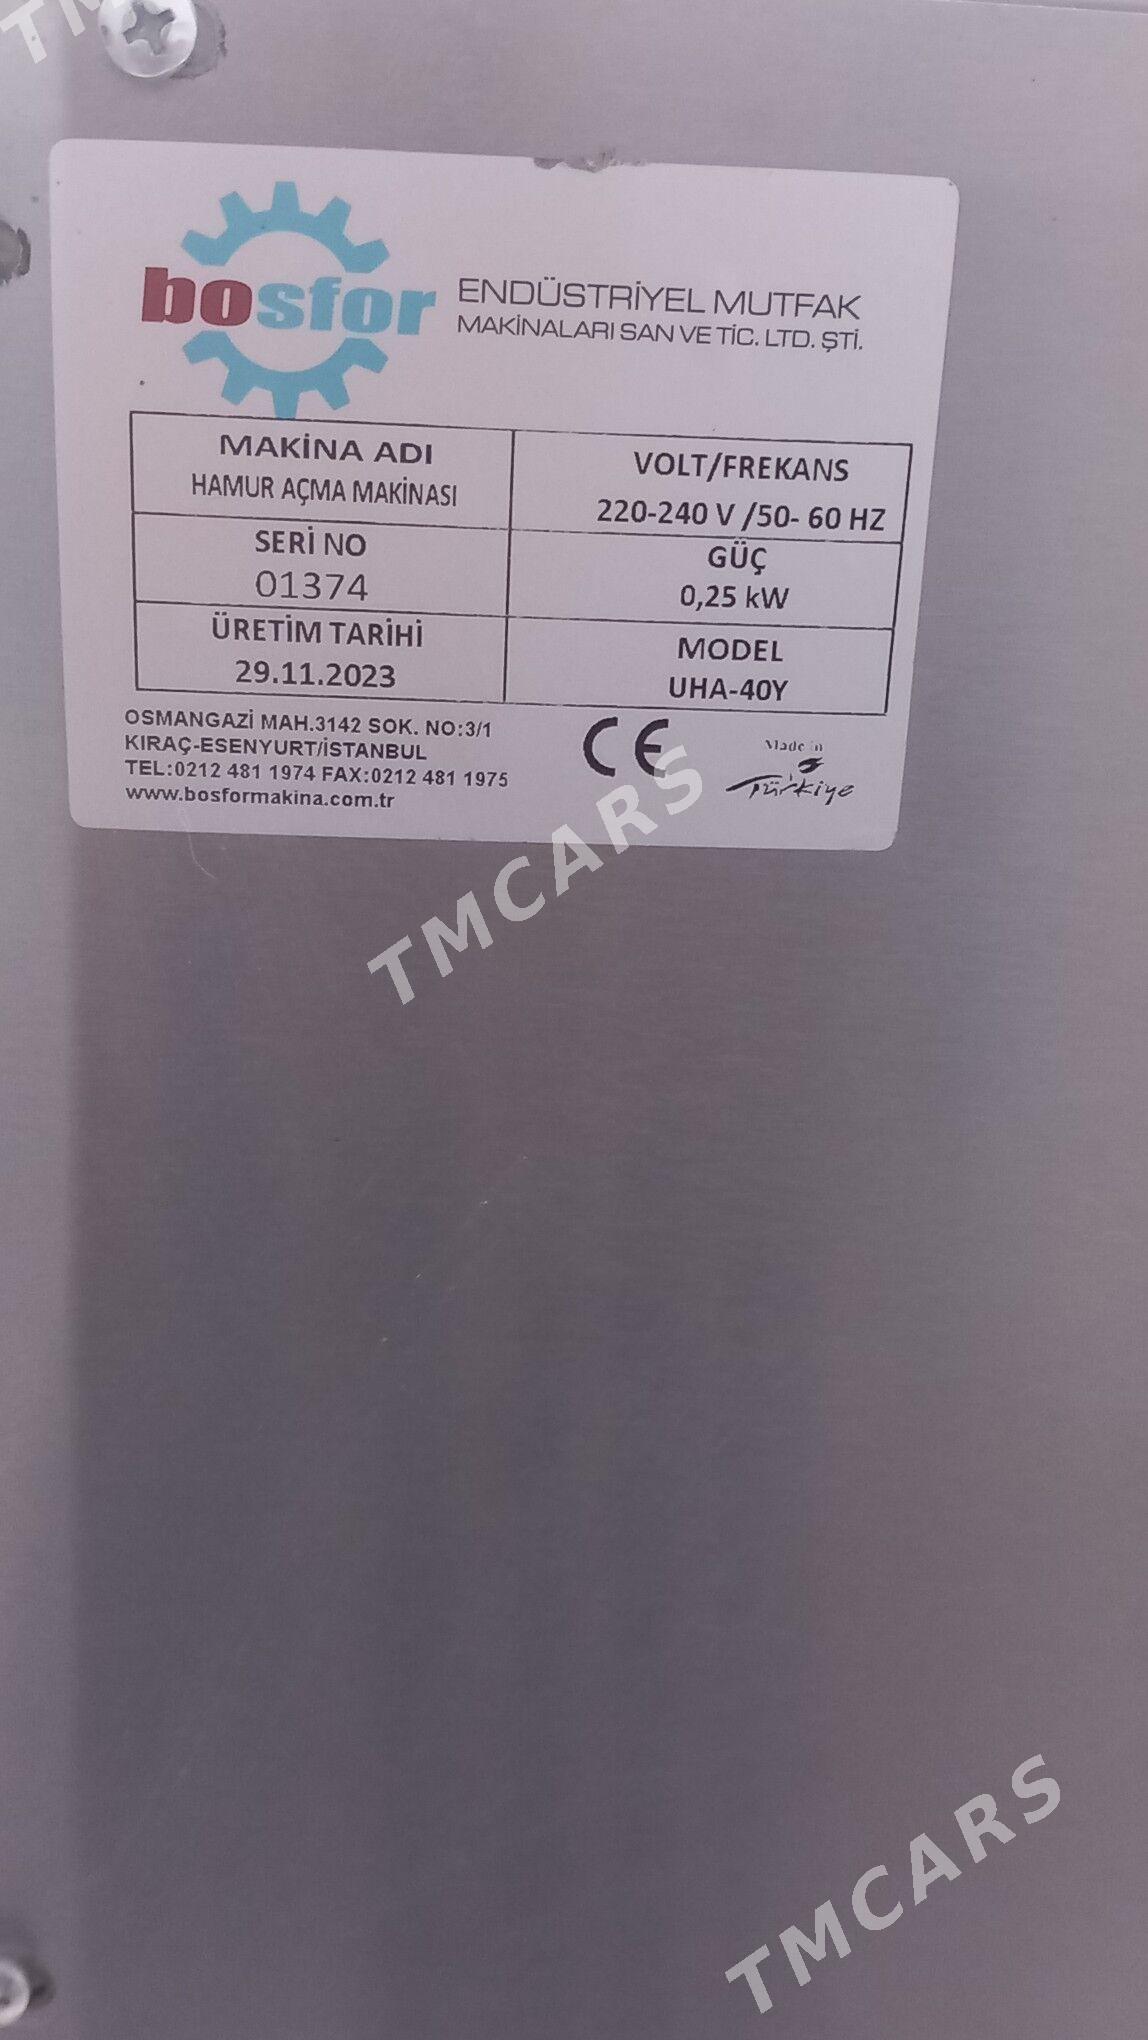 bosfor
ENDÜSTRİYEL MUTFAK
MAKİNALARI SAN VE TİC. LTD. ŞTİ.
MAKİNA ADI
HAMUR AÇMA MAKİNASI
VOLT/FREKANS
220-240 V /50- 60 HZ
SERİ NO
01374
GÜÇ
0,25 kW
ÜRETİM TARİHİ
29.11.2023
MODEL
UHA-40Y
OSMANGAZİ MAH.3142 SOK. NO:3/1
KIRAÇ-ESENYURT/İSTANBUL
TEL:0212 481 1974 FAX:0212 481 1975
www.bosformakina.com.tr
CE
Made in
Türkiye
TMCARS
TMCARS